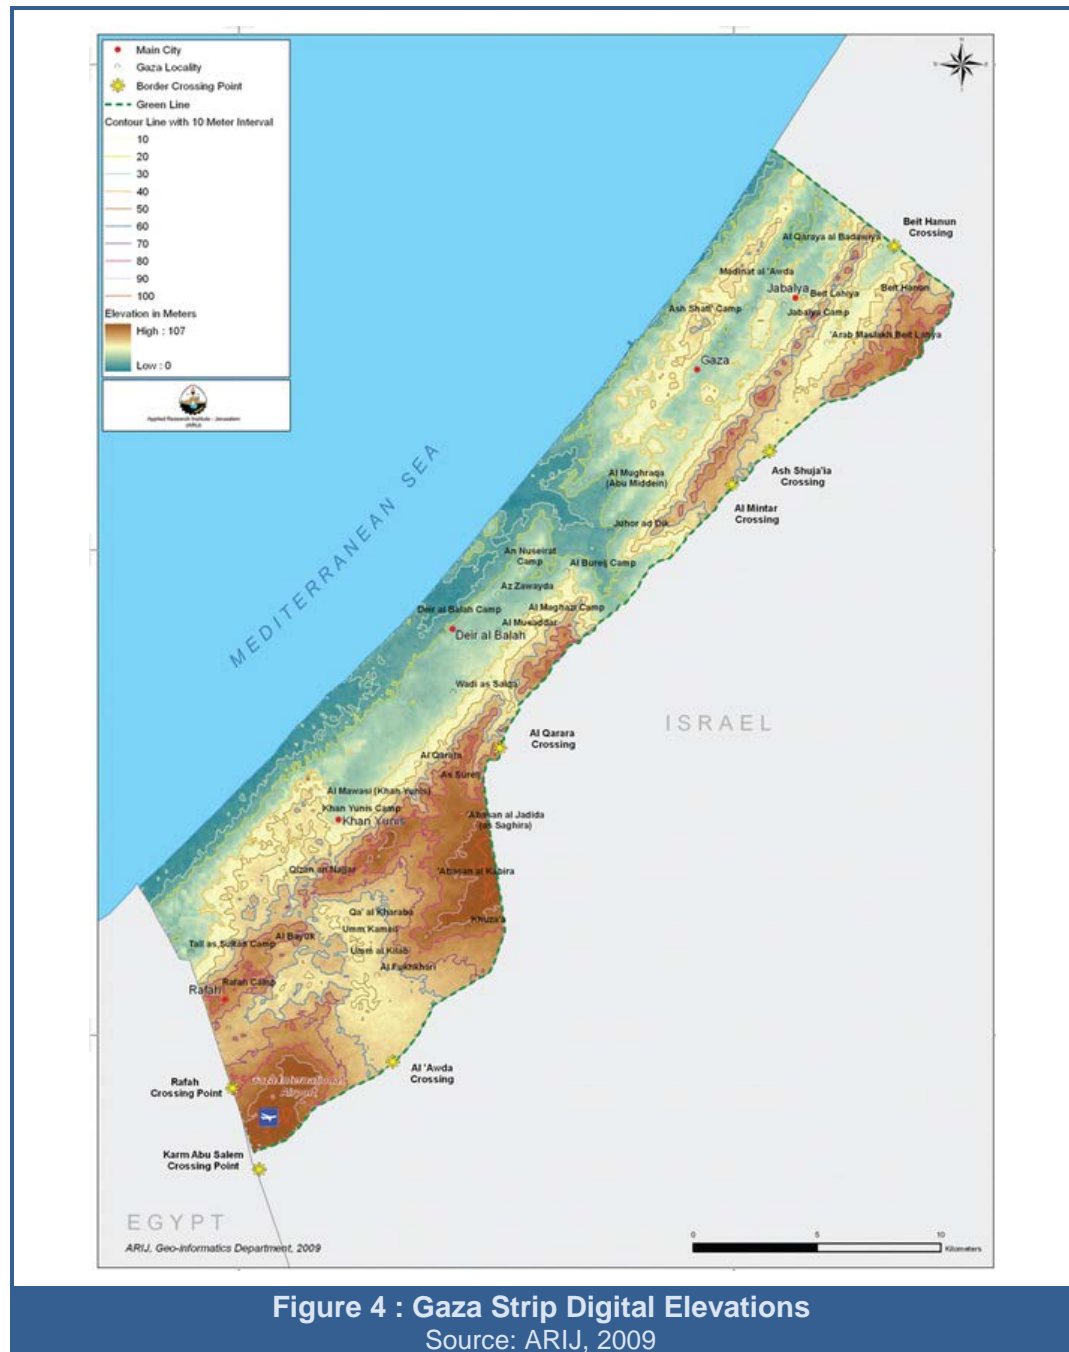 Main City
Gaza Locality
Border Crossing Point
Green Line
Contour Line with 10 Meter Interval
10
20
30
40
50
60
70
80
90
100
Elevation in Meters
High : 107
Low : 0
Applied Research Institute - Jerusalem
(ARIJ)
MEDITERRANEAN SEA
Beit Hanun
Crossing
Al Qaraya al Badawiya
Madinat al 'Awda
Jabalya
Beit Lahiya
Beit Hanun
Ash Shati' Camp
Jabalya Camp
'Arab Maslakh Beit Lahya
Gaza
Al Mughraqa
(Abu Middein)
Ash Shuja'ia
Crossing
Al Mintar
Crossing
Juhor ad Dik
An Nuseirat
Camp
Al Bureij Camp
Az Zawayda
Deir al Balah Camp
Al Maghazi Camp
Al Musaddar
Deir al Balah
Wadi as Salqa
ISRAEL
Al Qarara
Crossing
Al Qarara
As Sureij
Al Mawasi (Khan Yunis)
Khan Yunis Camp
Khan Yunis
'Abasan al Jadida
(as Saghira)
Qizan an Najjar
'Abasan al Kabira
Qa' al Kharaba
Khuza'a
Umm Kameil
Al Bayuk
Tall as Sultan Camp
Umm al Kilab
Al Fukhkhari
Rafah Camp
Rafah
Al 'Awda
Crossing
Rafah
Crossing Point
Gaza International
Airport
Karm Abu Salem
Crossing Point
EGYPT
ARIJ, Geo-informatics Department, 2009
0 5 10
Kilometers
Figure 4 : Gaza Strip Digital Elevations
Source: ARIJ, 2009